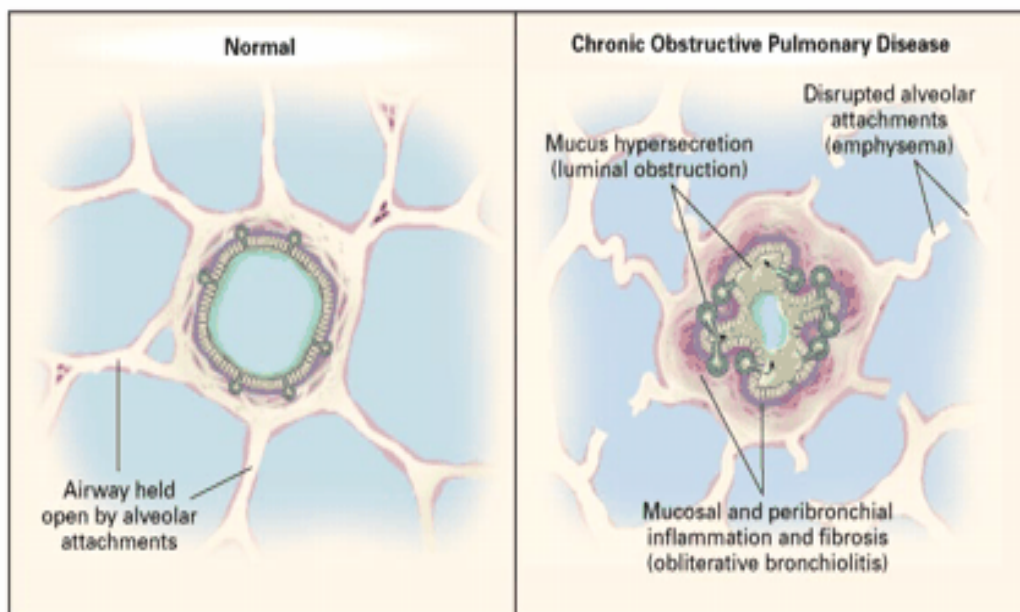 Normal
Airway held
open by alveolar
attachments
Chronic Obstructive Pulmonary Disease
Disrupted alveolar
attachments
(emphysema)
Mucus hypersecretion
(luminal obstruction)
Mucosal and peribronchial
inflammation and fibrosis
(obliterative bronchiolitis)